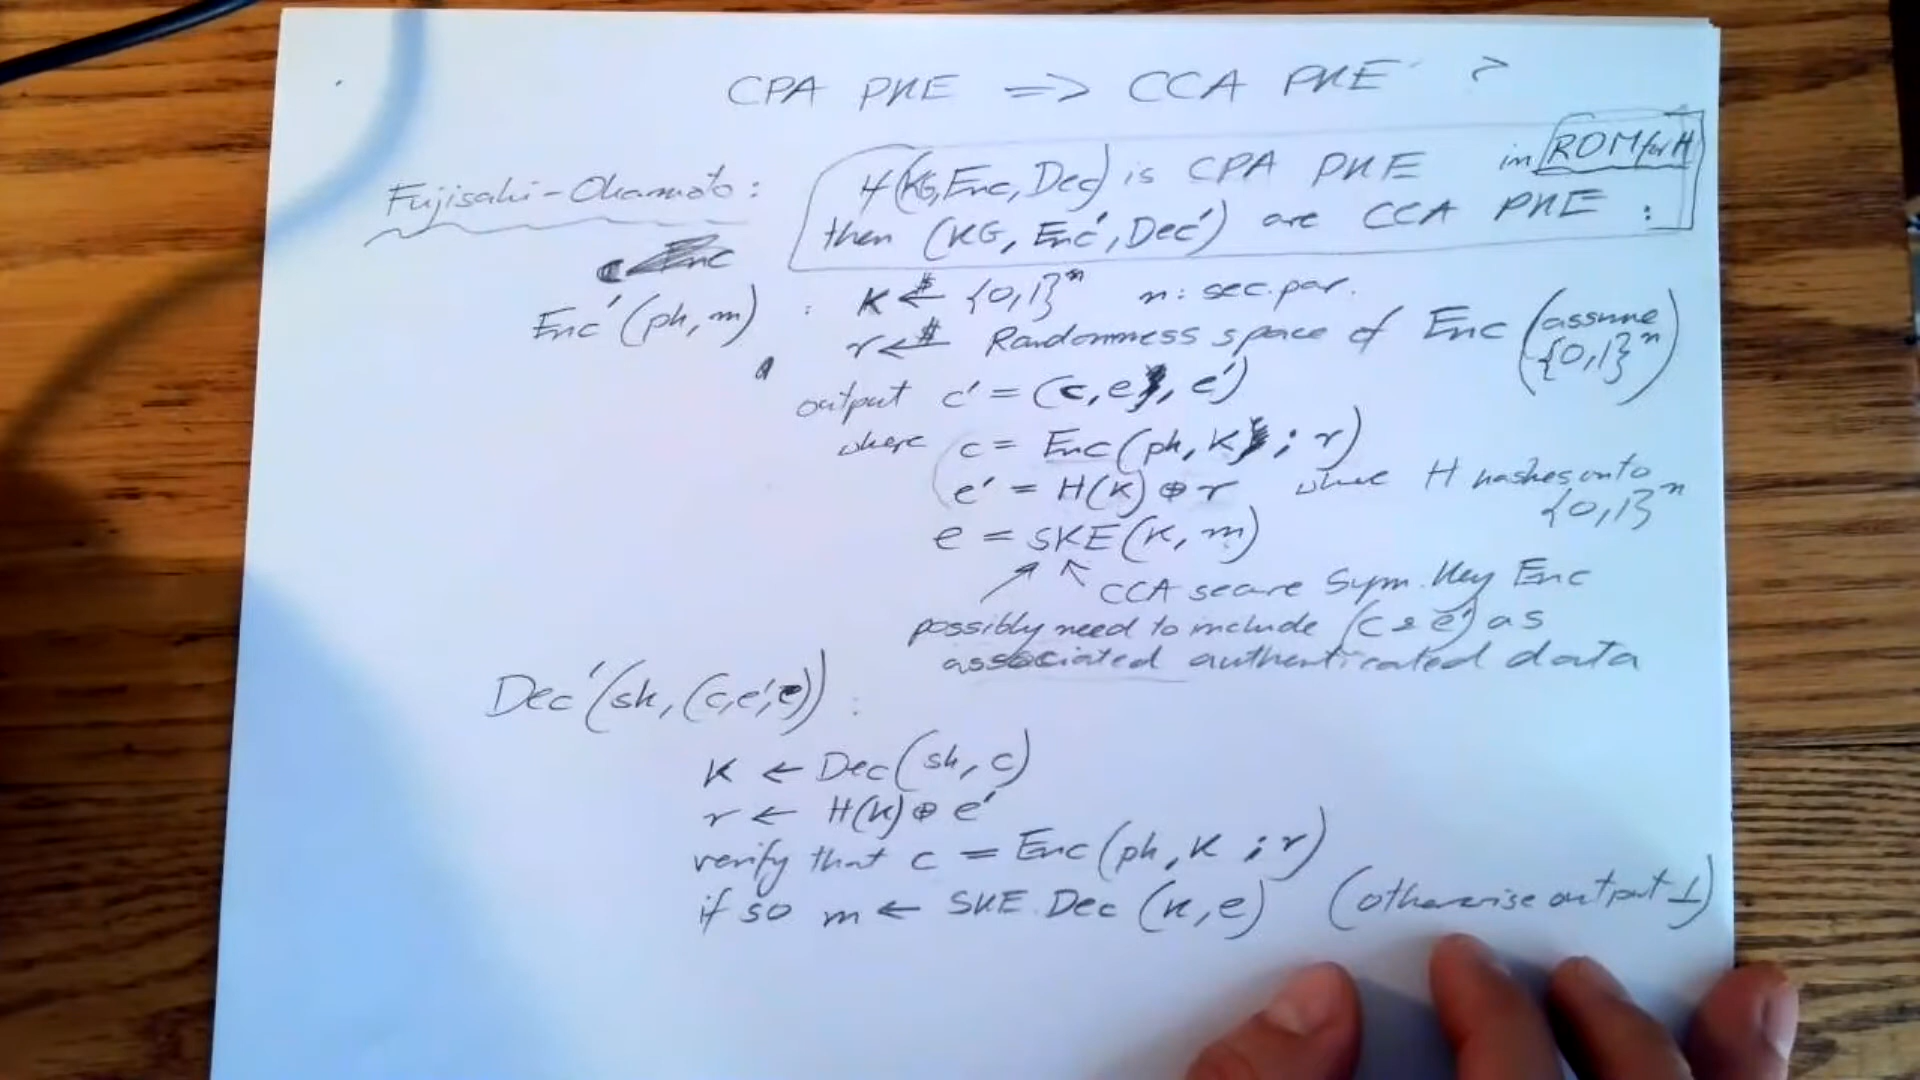 CPA PKE => CCA PKE ?
Fujisaki-Okamoto: If (KG, Enc, Dec) is CPA PKE in ROM for H
then (KG, Enc', Dec') are CCA PKE :
Enc'(pk, m) : K ←$ {0,1}^n n: sec. par.
r ←$ Randomness space of Enc (assume {0,1}^n)
output c' = (c, e, e')
where c = Enc(pk, K ; r)
e' = H(K) ⊕ r where H hashes onto {0,1}^n
e = SKE(K, m)
CCA secure Sym. Key Enc
possibly need to include (c & e') as
associated authenticated data
Dec'(sk, (c, e', e)) :
K ← Dec(sk, c)
r ← H(K) ⊕ e'
verify that c = Enc(pk, K ; r)
if so m ← SKE.Dec(K, e) (otherwise output ⊥)